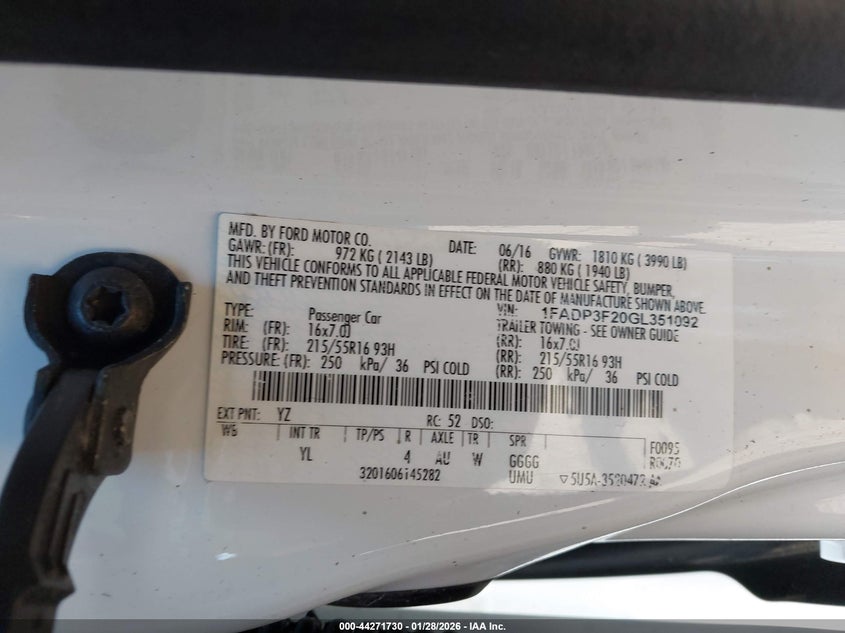 MFD. BY FORD MOTOR CO. DATE: 06/16 GVWR: 1810 KG ( 3990 LB)
GAWR: (FR): 972 KG ( 2143 LB) (RR): 880 KG ( 1940 LB)
THIS VEHICLE CONFORMS TO ALL APPLICABLE FEDERAL MOTOR VEHICLE SAFETY, BUMPER,
AND THEFT PREVENTION STANDARDS IN EFFECT ON THE DATE OF MANUFACTURE SHOWN ABOVE.
VIN: 1FADP3F20GL351092
TYPE: Passenger Car TRAILER TOWING - SEE OWNER GUIDE
RIM: (FR): 16x7.0J (RR): 16x7.0J
TIRE: (FR): 215/55R16 93H (RR): 215/55R16 93H
PRESSURE: (FR): 250 kPa/ 36 PSI COLD (RR): 250 kPa/ 36 PSI COLD
EXT PNT: YZ RC: 52 DSO:
WB INT TR TP/PS R AXLE TR SPR F0095
YL 4 AU W GGGG
3201606145282 UMU
000-44271730 - 01/28/2026 - IAA Inc.